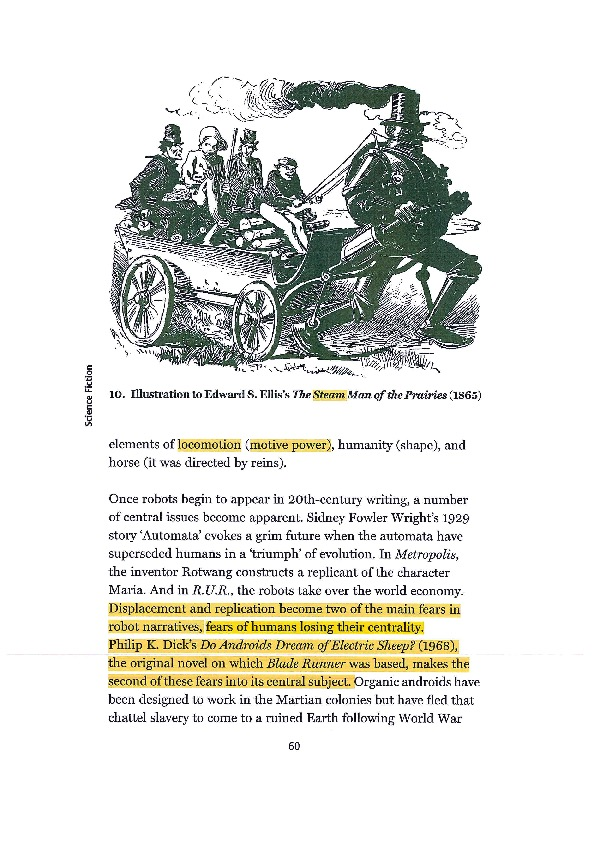 10. Illustration to Edward S. Ellis's The Steam Man of the Prairies (1865)
Science Fiction
elements of locomotion (motive power), humanity (shape), and
horse (it was directed by reins).
Once robots begin to appear in 20th-century writing, a number
of central issues become apparent. Sidney Fowler Wright's 1929
story 'Automata' evokes a grim future when the automata have
superseded humans in a 'triumph' of evolution. In Metropolis,
the inventor Rotwang constructs a replicant of the character
Maria. And in R.U.R., the robots take over the world economy.
Displacement and replication become two of the main fears in
robot narratives, fears of humans losing their centrality.
Philip K. Dick's Do Androids Dream of Electric Sheep? (1968),
the original novel on which Blade Runner was based, makes the
second of these fears into its central subject. Organic androids have
been designed to work in the Martian colonies but have fled that
chattel slavery to come to a ruined Earth following World War
60